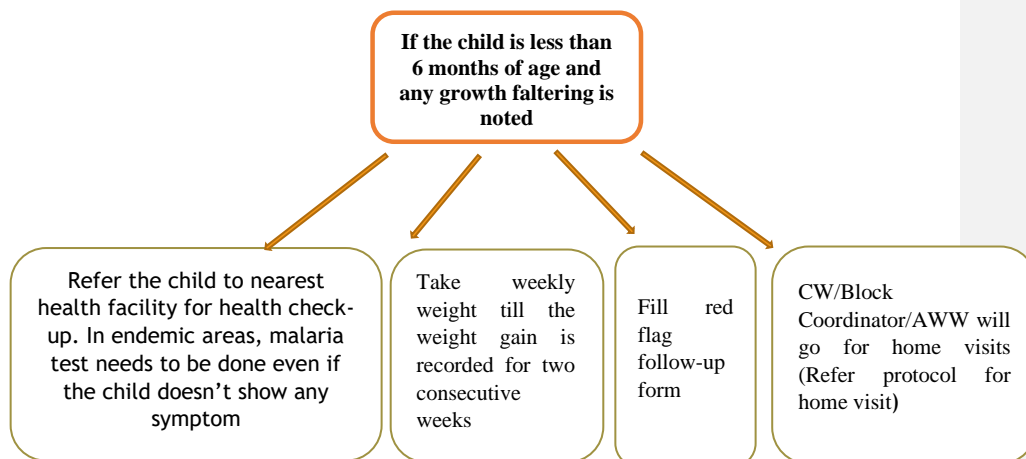 If the child is less than
6 months of age and
any growth faltering is
noted
Refer the child to nearest
health facility for health check-
up. In endemic areas, malaria
test needs to be done even if
the child doesn’t show any
symptom
Take weekly
weight till the
weight gain is
recorded for two
consecutive
weeks
Fill red
flag
follow-up
form
CW/Block
Coordinator/AWW will
go for home visits
(Refer protocol for
home visit)